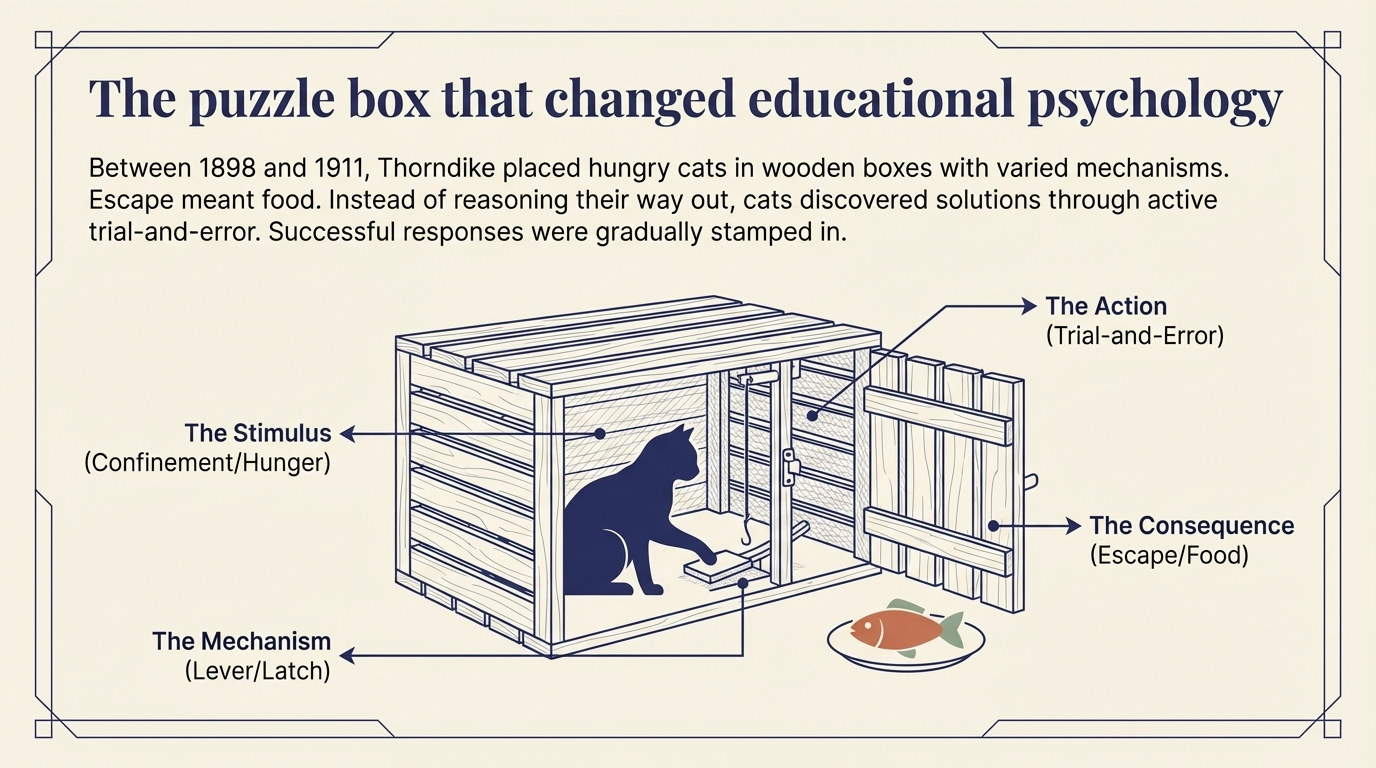 The puzzle box that changed educational psychology
Between 1898 and 1911, Thorndike placed hungry cats in wooden boxes with varied mechanisms.
Escape meant food. Instead of reasoning their way out, cats discovered solutions through active
trial-and-error. Successful responses were gradually stamped in.
The Action
(Trial-and-Error)
The Stimulus
(Confinement/Hunger)
The Consequence
(Escape/Food)
The Mechanism
(Lever/Latch)